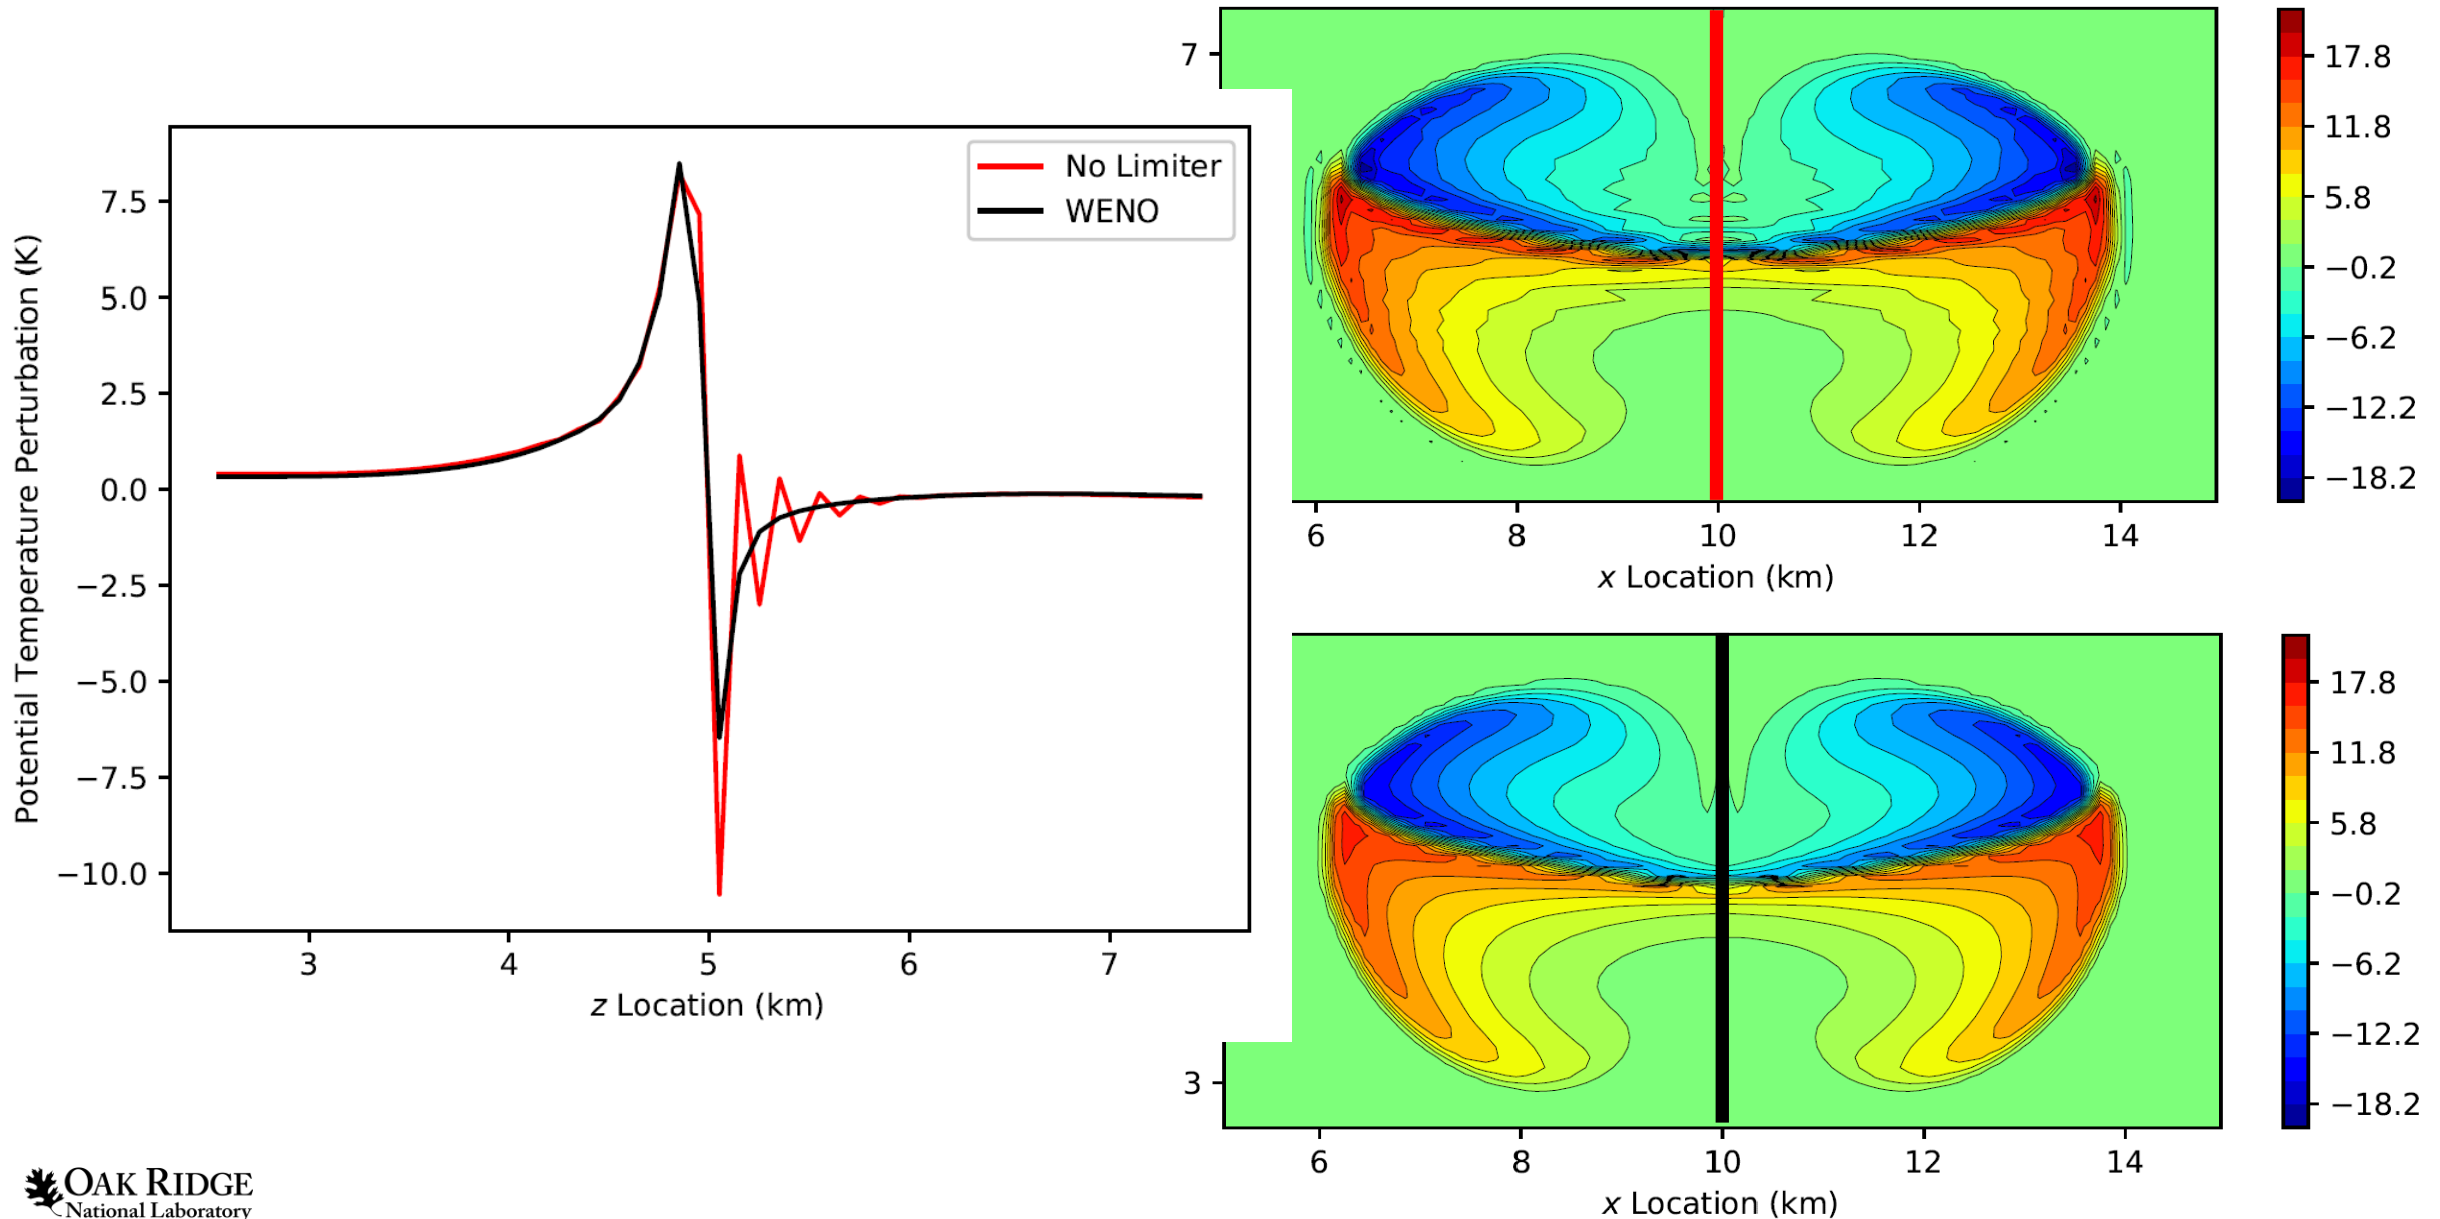 Potential Temperature Perturbation (K)
7.5
5.0
2.5
0.0
−2.5
−5.0
−7.5
−10.0
3 4 5 6 7
z Location (km)
No Limiter
WENO
7
6 8 10 12 14
x Location (km)
17.8
11.8
5.8
−0.2
−6.2
−12.2
−18.2
3
6 8 10 12 14
x Location (km)
17.8
11.8
5.8
−0.2
−6.2
−12.2
−18.2
OAK RIDGE
National Laboratory